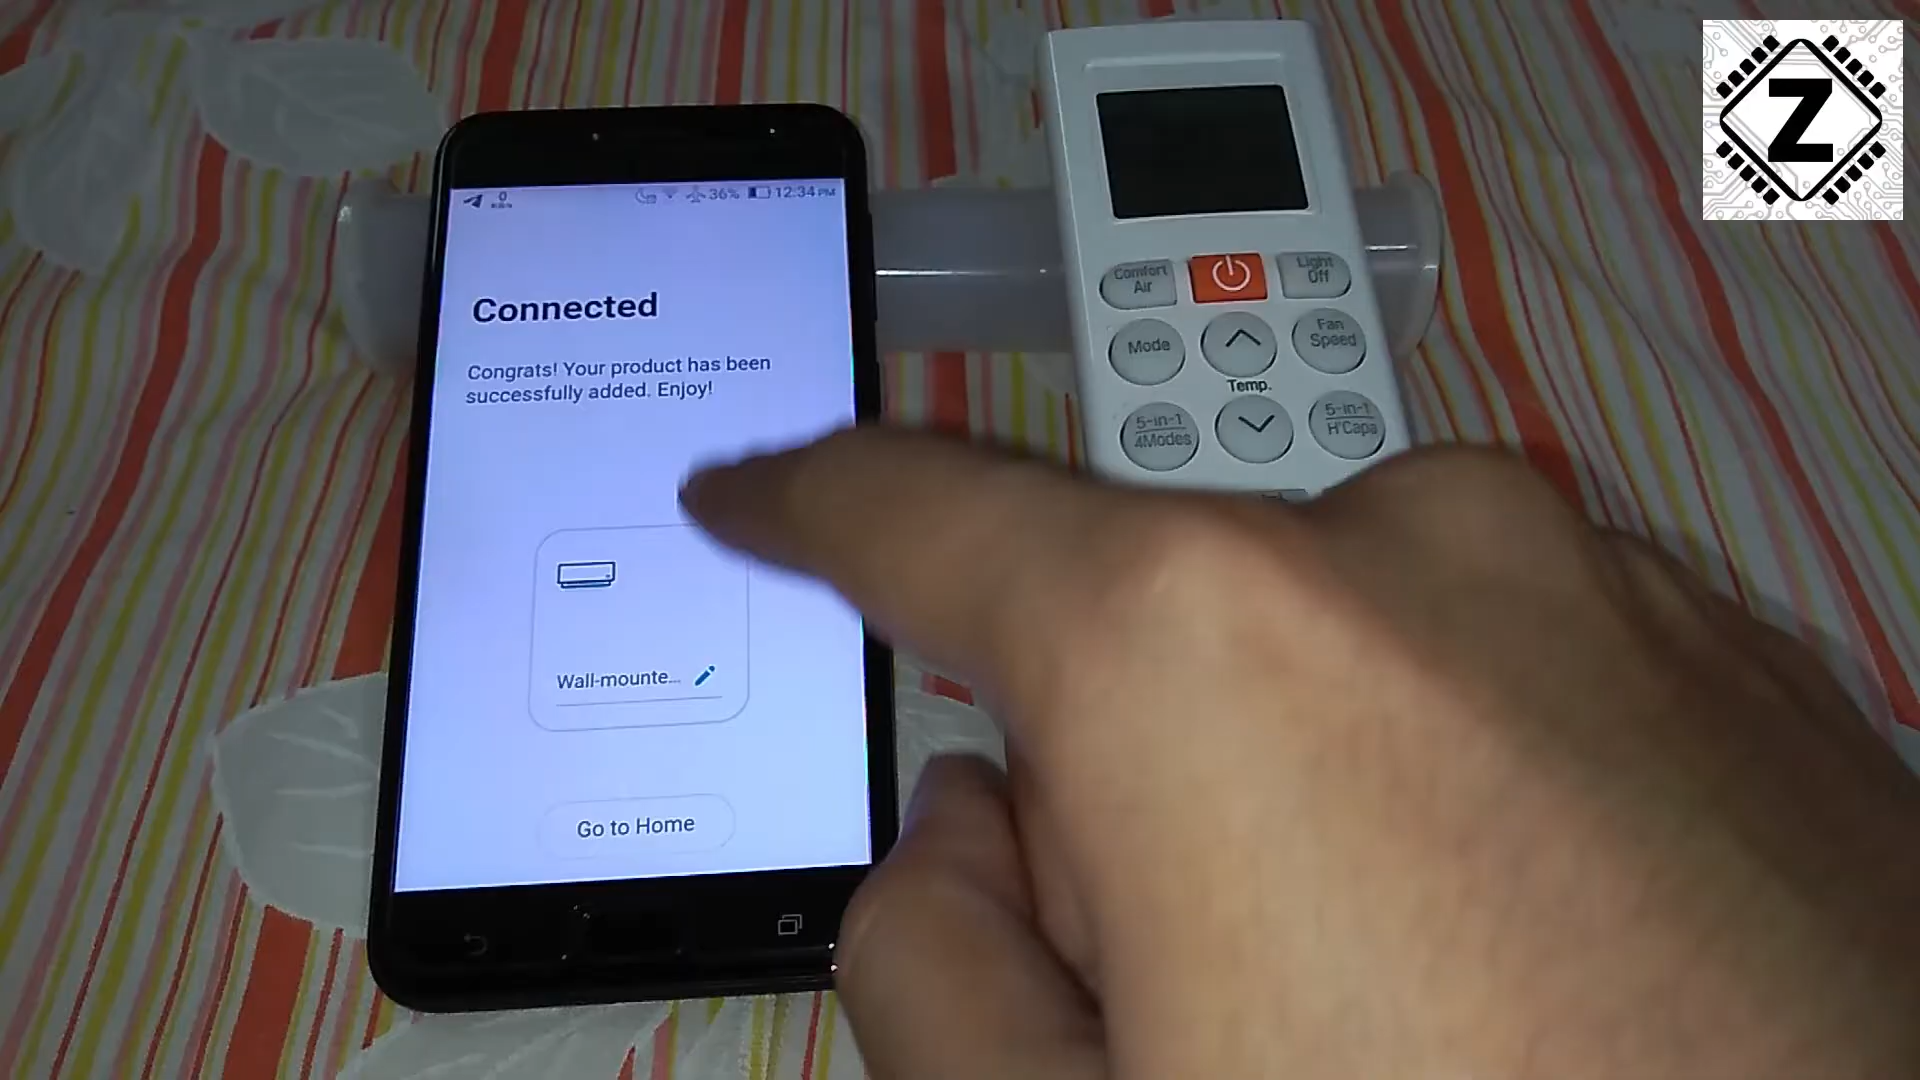 0
36% 12:34 PM
Connected
Congrats! Your product has been
successfully added. Enjoy!
Wall-mounte...
Go to Home
Comfort
Air
Light
Off
Mode
Fan
Speed
Temp.
5-in-1
4Modes
5-in-1
H'Capa
Z